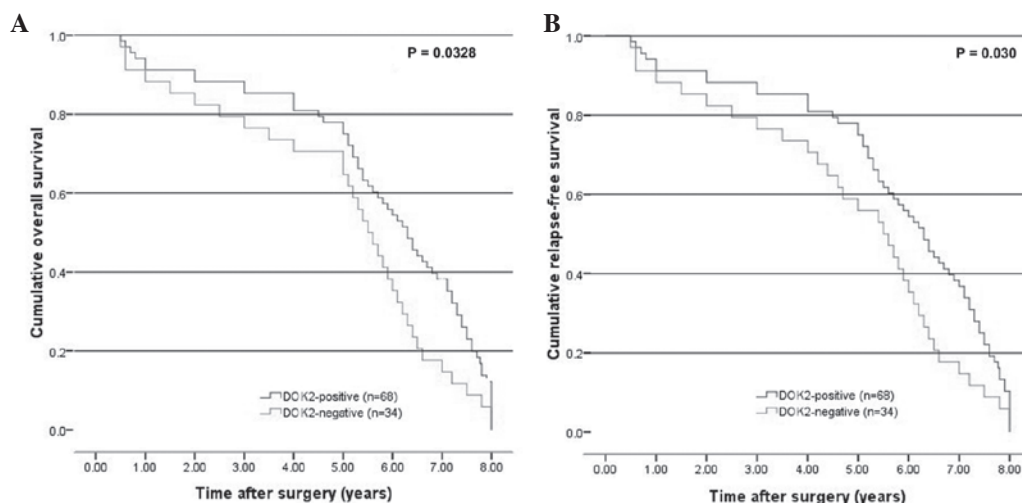 A
P = 0.0328
Cumulative overall survival
1.0
0.8
0.6
0.4
0.2
0.0
DOK2-positive (n=68)
DOK2-negative (n=34)
0.00 1.00 2.00 3.00 4.00 5.00 6.00 7.00 8.00
Time after surgery (years)
B
P = 0.030
Cumulative relapse-free survival
1.0
0.8
0.6
0.4
0.2
0.0
DOK2-positive (n=68)
DOK2-negative (n=34)
0.00 1.00 2.00 3.00 4.00 5.00 6.00 7.00 8.00
Time after surgery (years)